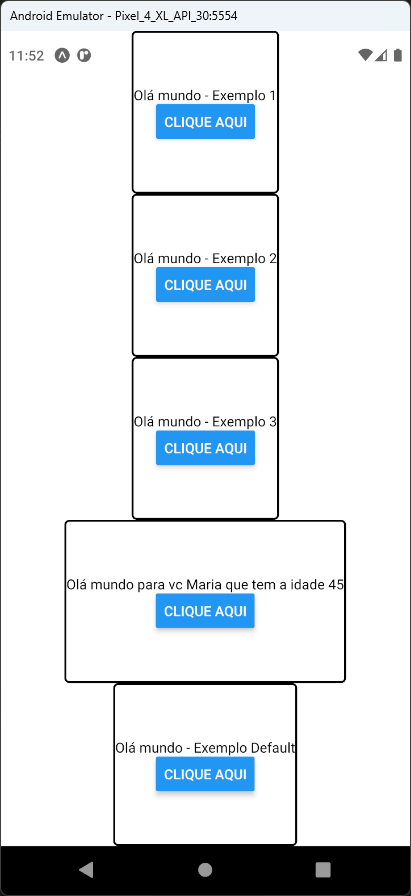 Android Emulator - Pixel_4_XL_API_30:5554
11:52
Olá mundo - Exemplo 1
CLIQUE AQUI
Olá mundo - Exemplo 2
CLIQUE AQUI
Olá mundo - Exemplo 3
CLIQUE AQUI
Olá mundo para vc Maria que tem a idade 45
CLIQUE AQUI
Olá mundo - Exemplo Default
CLIQUE AQUI